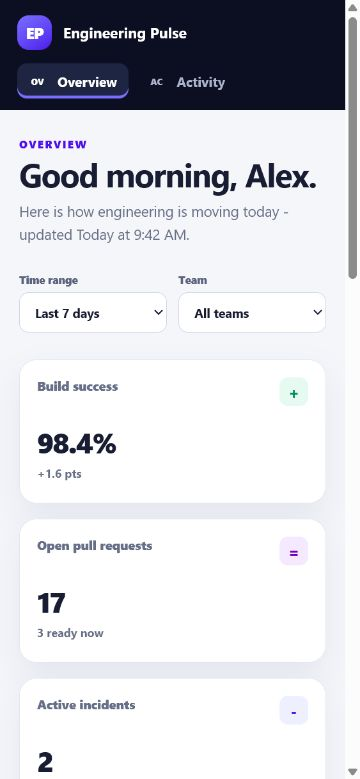 EP Engineering Pulse
OV Overview AC Activity
OVERVIEW
Good morning, Alex.
Here is how engineering is moving today -
updated Today at 9:42 AM.
Time range Team
Last 7 days All teams
Build success +
98.4%
+1.6 pts
Open pull requests =
17
3 ready now
Active incidents -
2